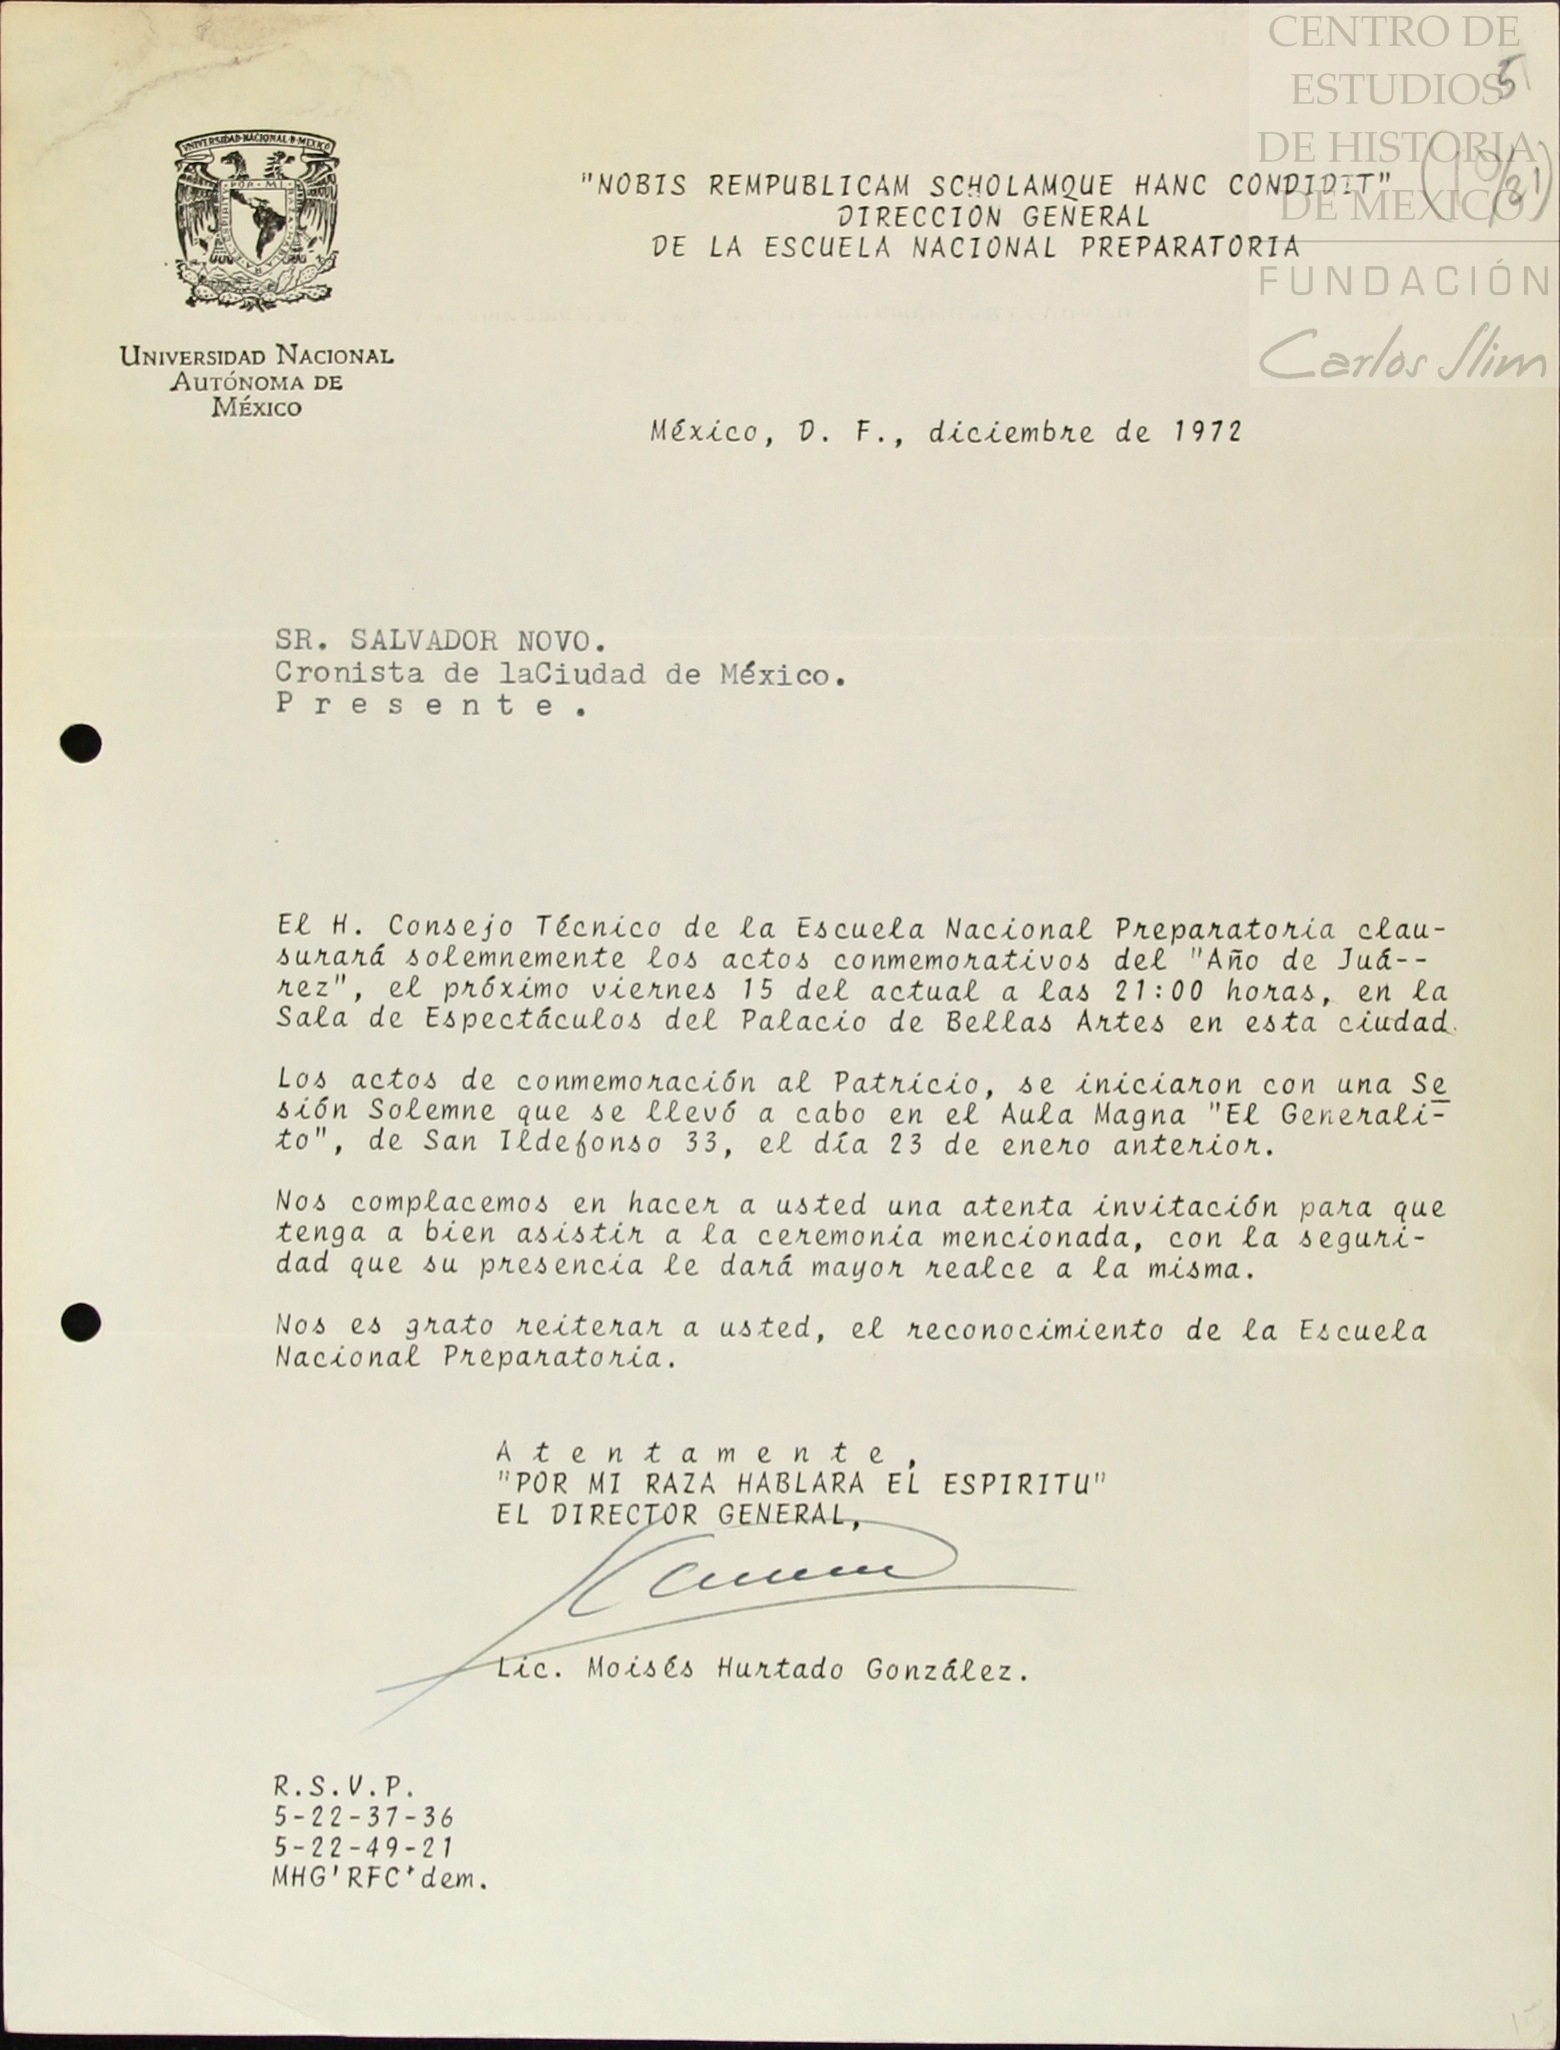 CENTRO DE
ESTUDIOS
DE HISTORIA
DE MEXICO
FUNDACIÓN
Carlos Slim
5
UNIVERSIDAD NACIONAL D MEXICO
POR MI
"NOBIS REMPUBLICAM SCHOLAMQUE HANC CONDIDIT"
DIRECCION GENERAL
DE LA ESCUELA NACIONAL PREPARATORIA
UNIVERSIDAD NACIONAL
AUTÓNOMA DE
MÉXICO
México, D. F., diciembre de 1972
SR. SALVADOR NOVO.
Cronista de laCiudad de México.
P r e s e n t e .
El H. Consejo Técnico de la Escuela Nacional Preparatoria clau-
surará solemnemente los actos conmemorativos del "Año de Juá--
rez", el próximo viernes 15 del actual a las 21:00 horas, en la
Sala de Espectáculos del Palacio de Bellas Artes en esta ciudad.
Los actos de conmemoración al Patricio, se iniciaron con una Se
sión Solemne que se llevó a cabo en el Aula Magna "El Generali-
to", de San Ildefonso 33, el día 23 de enero anterior.
Nos complacemos en hacer a usted una atenta invitación para que
tenga a bien asistir a la ceremonia mencionada, con la seguri-
dad que su presencia le dará mayor realce a la misma.
Nos es grato reiterar a usted, el reconocimiento de la Escuela
Nacional Preparatoria.
A t e n t a m e n t e ,
"POR MI RAZA HABLARA EL ESPIRITU"
EL DIRECTOR GENERAL,
Lic. Moisés Hurtado González.
R.S.V.P.
5-22-37-36
5-22-49-21
MHG'RFC'dem.